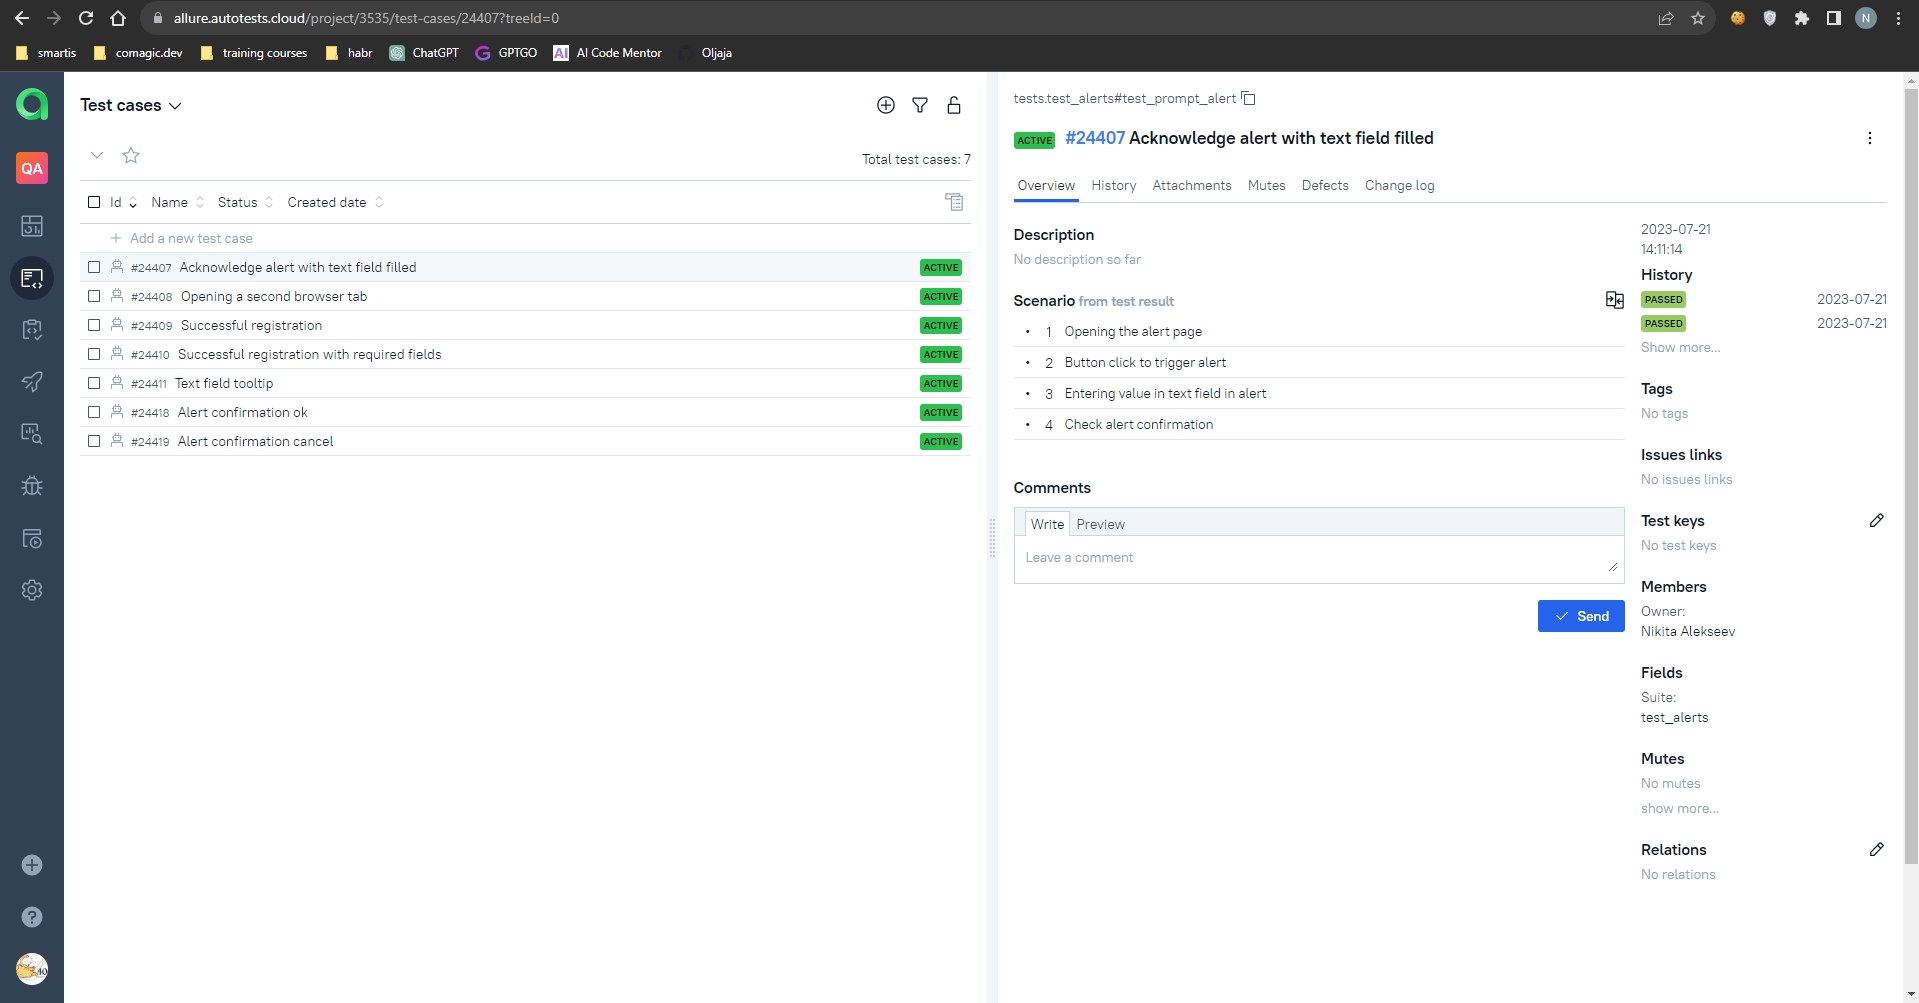 allure.autotests.cloud/project/3535/test-cases/24407?treeId=0
N
smartis
comagic.dev
training courses
habr
ChatGPT
G
GPTGO
AI
AI Code Mentor
Oljaja
QA
Test cases
Total test cases: 7
Id
Name
Status
Created date
+ Add a new test case
#24407 Acknowledge alert with text field filled ACTIVE
#24408 Opening a second browser tab ACTIVE
#24409 Successful registration ACTIVE
#24410 Successful registration with required fields ACTIVE
#24411 Text field tooltip ACTIVE
#24418 Alert confirmation ok ACTIVE
#24419 Alert confirmation cancel ACTIVE
tests.test_alerts#test_prompt_alert
ACTIVE #24407 Acknowledge alert with text field filled
Overview
History
Attachments
Mutes
Defects
Change log
Description
No description so far
Scenario from test result
• 1 Opening the alert page
• 2 Button click to trigger alert
• 3 Entering value in text field in alert
• 4 Check alert confirmation
Comments
Write
Preview
Leave a comment
Send
2023-07-21
14:11:14
History
PASSED 2023-07-21
PASSED 2023-07-21
Show more...
Tags
No tags
Issues links
No issues links
Test keys
No test keys
Members
Owner:
Nikita Alekseev
Fields
Suite:
test_alerts
Mutes
No mutes
show more...
Relations
No relations
?
40